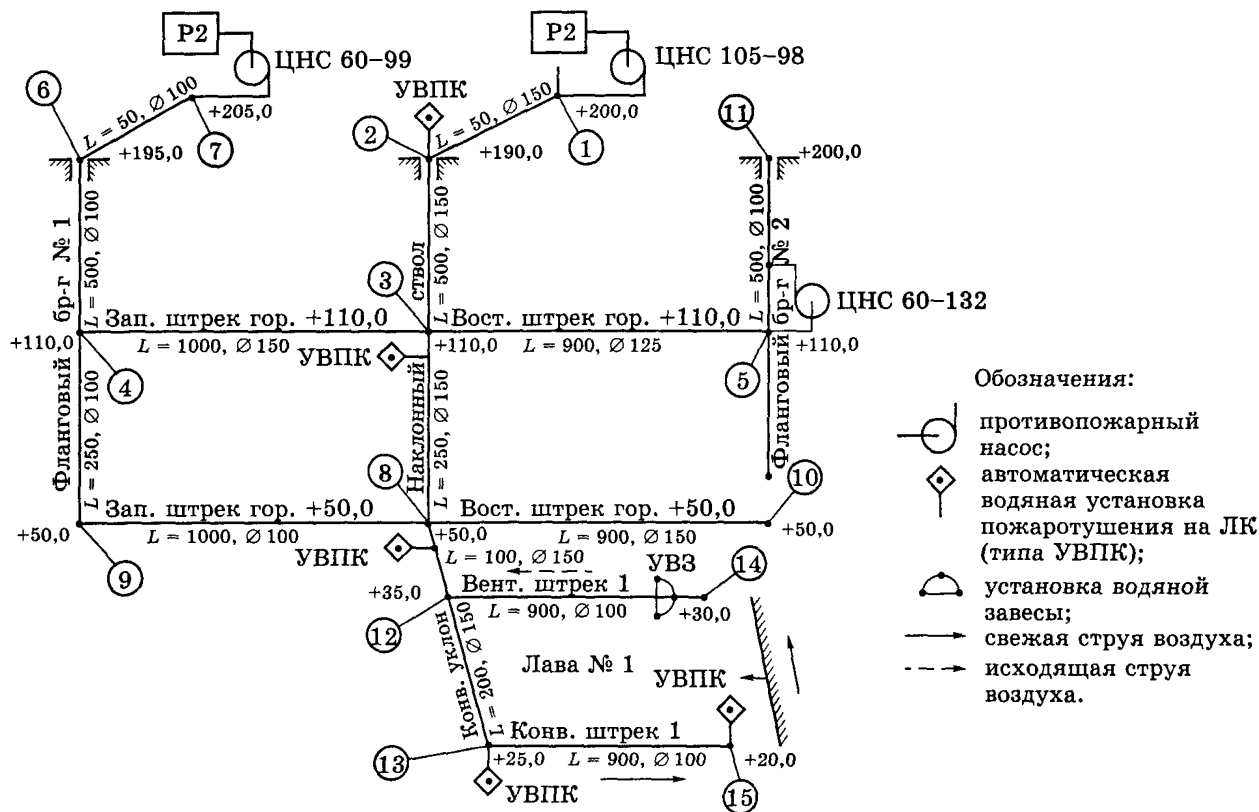 Р2
ЦНС 60–99
Р2
ЦНС 105–98
УВПК
6
L = 50, Ø 100
+205,0
7
+195,0
2
L = 50, Ø 150
+200,0
1
+190,0
11
+200,0
Фланговый бр-г № 1
L = 500, Ø 100
ствол
L = 500, Ø 150
L = 500, Ø 100
Фланговый бр-г № 2
3
ЦНС 60–132
Зап. штрек гор. +110,0
L = 1000, Ø 150
Вост. штрек гор. +110,0
L = 900, Ø 125
+110,0
+110,0
+110,0
УВПК
4
5
L = 250, Ø 100
Наклонный
L = 250, Ø 150
8
10
Зап. штрек гор. +50,0
L = 1000, Ø 100
Вост. штрек гор. +50,0
L = 900, Ø 150
+50,0
+50,0
+50,0
9
УВПК
L = 100, Ø 150
УВЗ
14
Вент. штрек 1
L = 900, Ø 100
+35,0
+30,0
12
Конв. уклон
L = 200, Ø 150
Лава № 1
УВПК
13
Конв. штрек 1
+25,0
L = 900, Ø 100
+20,0
УВПК
15
Обозначения:
противопожарный
насос;
автоматическая
водяная установка
пожаротушения на ЛК
(типа УВПК);
установка водяной
завесы;
свежая струя воздуха;
исходящая струя
воздуха.